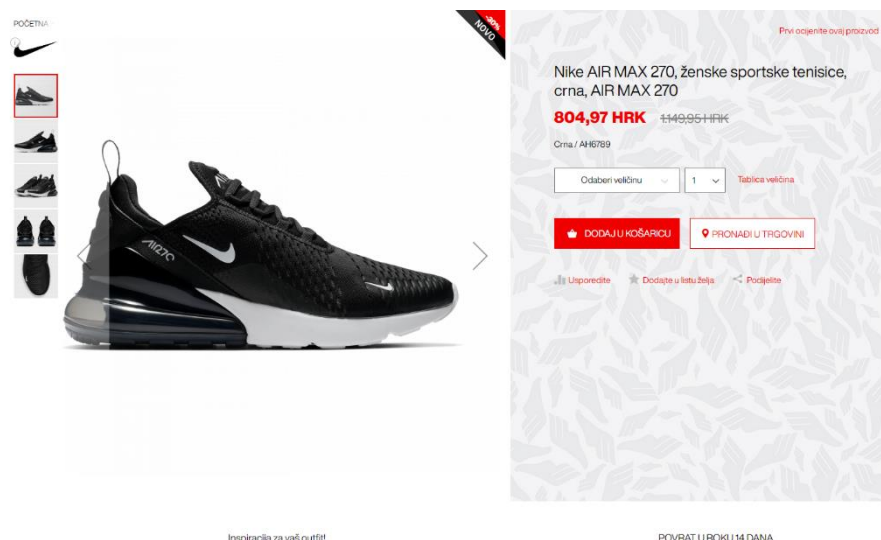 POČETNA
-30%
NOVO
Prvi ocijenite ovaj proizvod
Nike AIR MAX 270, ženske sportske tenisice,
crna, AIR MAX 270
804,97 HRK 1.149,95 HRK
Crna / AH6789
Odaberi veličinu 1 Tablica veličina
DODAJ U KOŠARICU PRONAĐI U TRGOVINI
Usporedite Dodajte u listu želja Podijelite
AIR270
Inspiracija za vaš outfit! POVRAT U ROKU 14 DANA